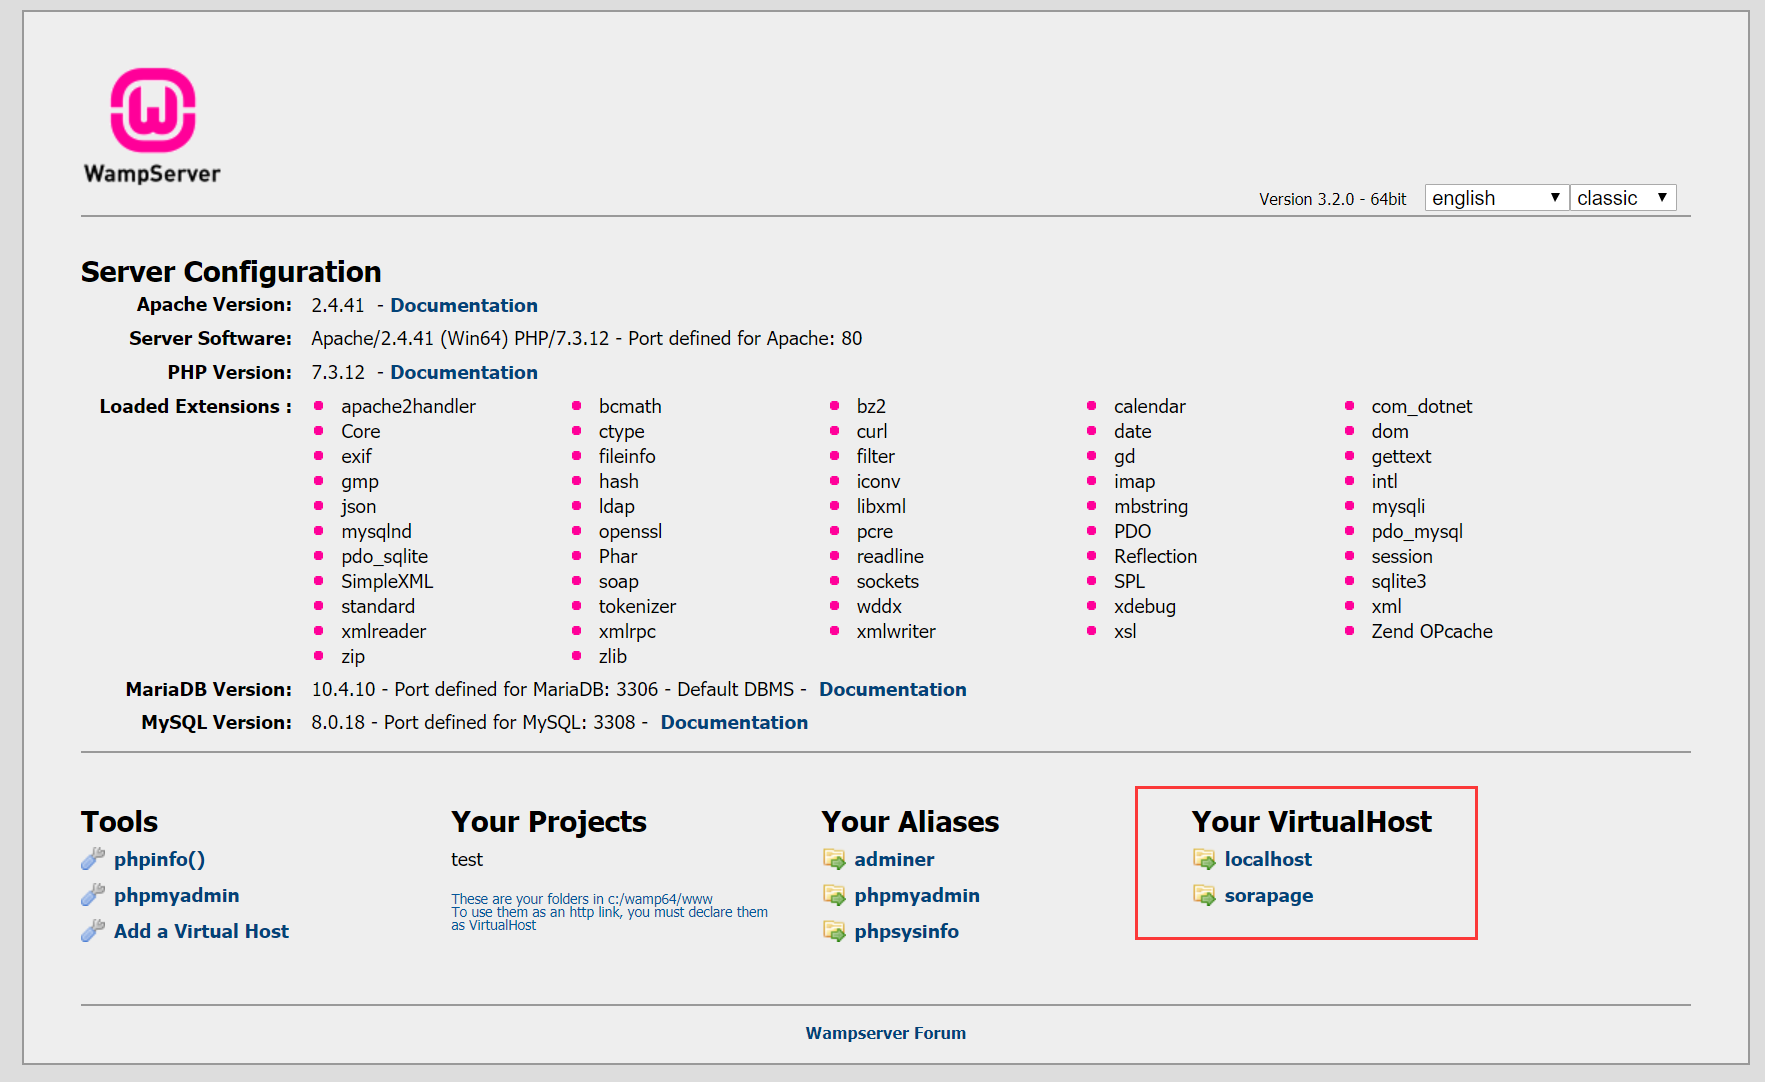 WampServer
Version 3.2.0 - 64bit english classic
Server Configuration
Apache Version: 2.4.41 - Documentation
Server Software: Apache/2.4.41 (Win64) PHP/7.3.12 - Port defined for Apache: 80
PHP Version: 7.3.12 - Documentation
Loaded Extensions : apache2handler bcmath bz2 calendar com_dotnet
Core ctype curl date dom
exif fileinfo filter gd gettext
gmp hash iconv imap intl
json ldap libxml mbstring mysqli
mysqlnd openssl pcre PDO pdo_mysql
pdo_sqlite Phar readline Reflection session
SimpleXML soap sockets SPL sqlite3
standard tokenizer wddx xdebug xml
xmlreader xmlrpc xmlwriter xsl Zend OPcache
zip zlib
MariaDB Version: 10.4.10 - Port defined for MariaDB: 3306 - Default DBMS - Documentation
MySQL Version: 8.0.18 - Port defined for MySQL: 3308 - Documentation
Tools
phpinfo()
phpmyadmin
Add a Virtual Host
Your Projects
test
These are your folders in c:/wamp64/www
To use them as an http link, you must declare them
as VirtualHost
Your Aliases
adminer
phpmyadmin
phpsysinfo
Your VirtualHost
localhost
sorapage
Wampserver Forum